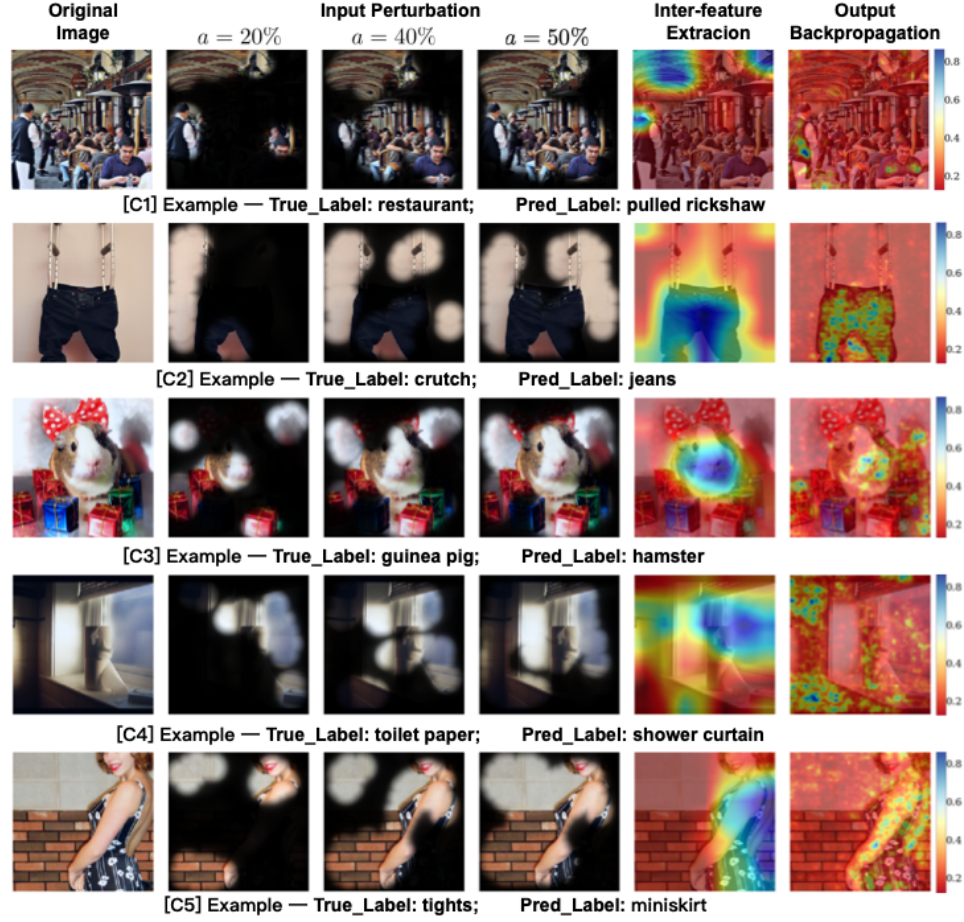 Original Image Input Perturbation Inter-feature Extracion Output Backpropagation
a = 20% a = 40% a = 50%
0.8
0.6
0.4
0.2
[C1] Example — True_Label: restaurant; Pred_Label: pulled rickshaw
0.8
0.6
0.4
0.2
[C2] Example — True_Label: crutch; Pred_Label: jeans
0.8
0.6
0.4
0.2
[C3] Example — True_Label: guinea pig; Pred_Label: hamster
0.8
0.6
0.4
0.2
[C4] Example — True_Label: toilet paper; Pred_Label: shower curtain
0.8
0.6
0.4
0.2
[C5] Example — True_Label: tights; Pred_Label: miniskirt